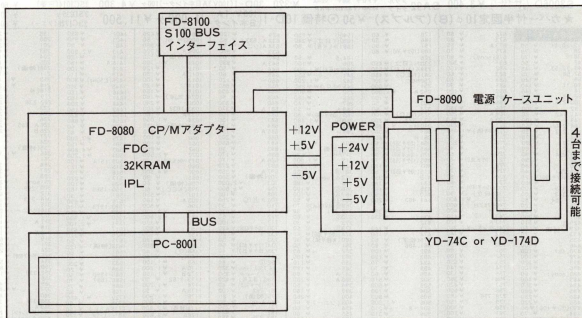 FD-8100
S100 BUS
インターフェイス
FD-8090 電源 ケースユニット
FD-8080 CP/Mアダプター
FDC
32KRAM
IPL
+12V
+5V
-5V
POWER
+24V
+12V
+5V
-5V
4台まで接続可能
YD-74C or YD-174D
BUS
PC-8001